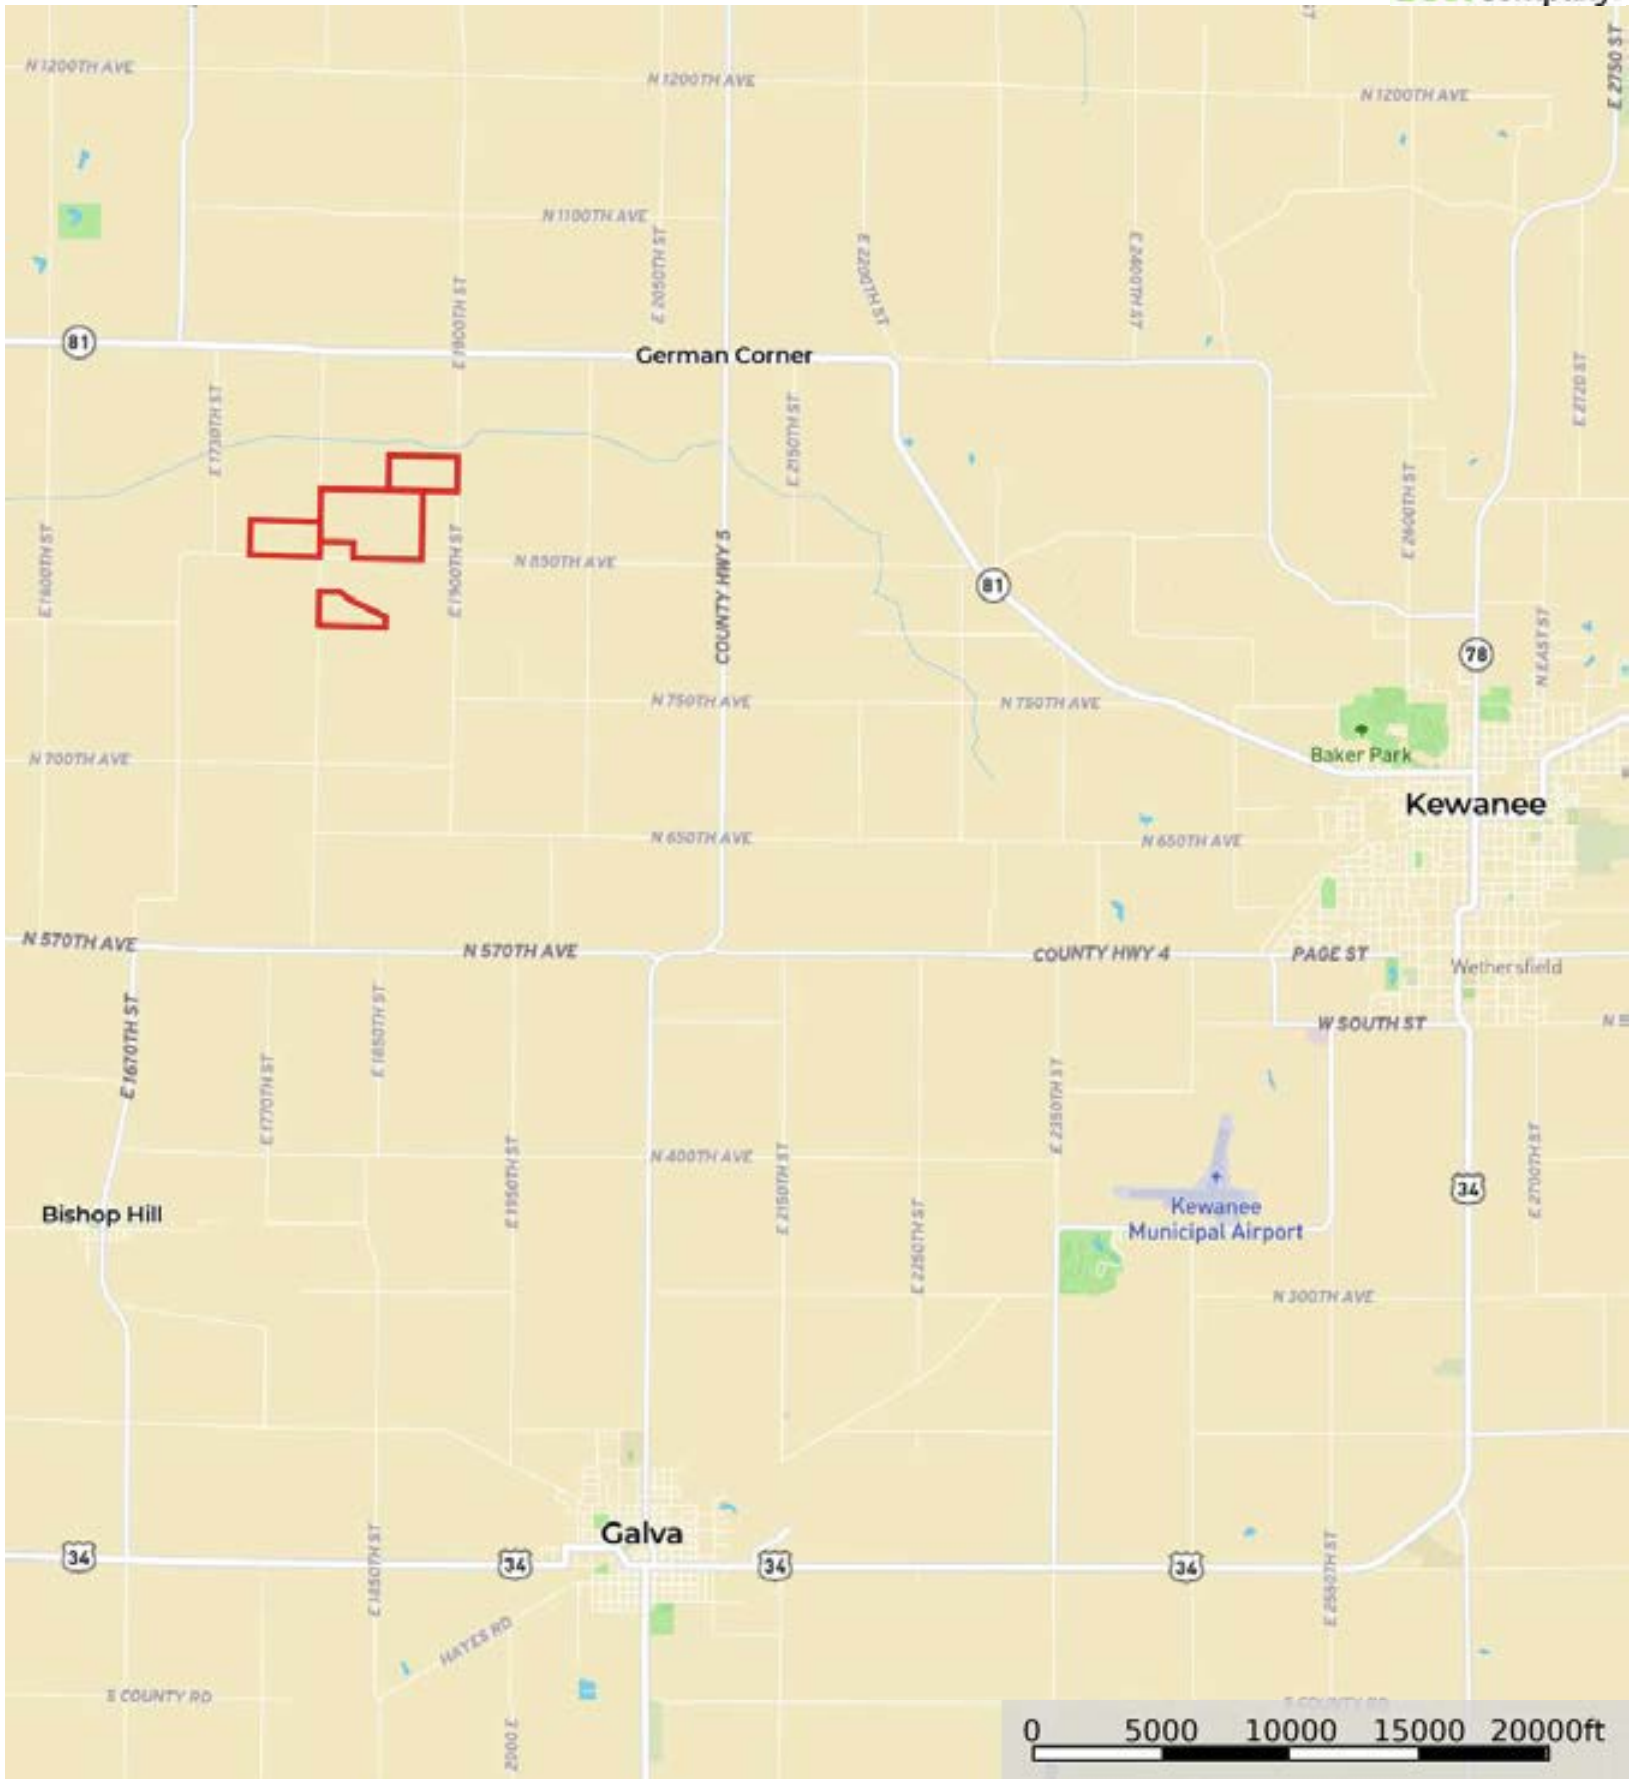 N 1200TH AVE
N 1200TH AVE
N 1200TH AVE
E 2750 ST
N 1100TH AVE
E 2050TH ST
E 2200TH ST
E 2400TH ST
E 1900TH ST
81
German Corner
E 1730TH ST
E 2150TH ST
E 2720 ST
E 2600TH ST
E 1600TH ST
E 1900TH ST
N 850TH AVE
COUNTY HWY 5
81
N EAST ST
78
N 750TH AVE
N 750TH AVE
N 700TH AVE
Baker Park
Kewanee
N 650TH AVE
N 650TH AVE
N 570TH AVE
N 570TH AVE
COUNTY HWY 4
PAGE ST
Wethersfield
W SOUTH ST
E 1670TH ST
E 1850TH ST
E 1770TH ST
E 2350TH ST
E 1950TH ST
N 400TH AVE
E 2150TH ST
E 2700TH ST
34
Bishop Hill
Kewanee
Municipal Airport
E 2250TH ST
N 300TH AVE
Galva
34
34
34
34
E 1850TH ST
E 2550TH ST
HAYES RD
S COUNTY RD
S COUNTY RD
2000 E
0 5000 10000 15000 20000ft